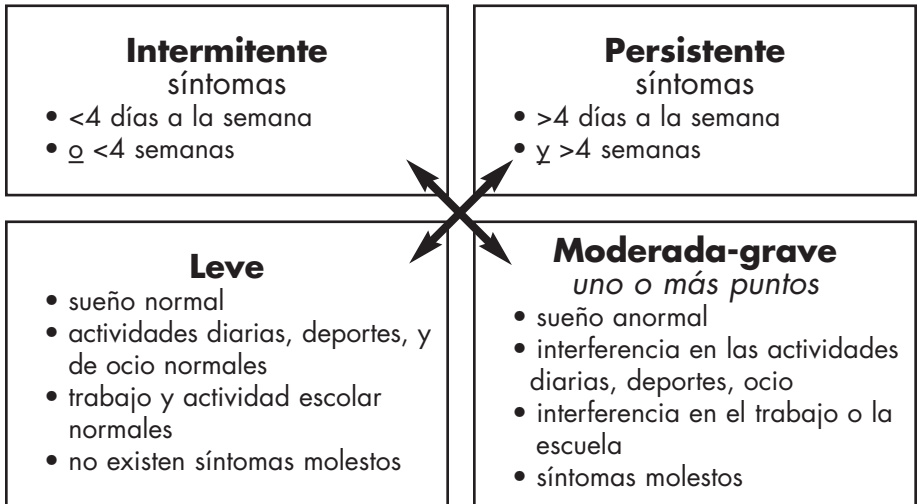 Intermitente
síntomas
• <4 días a la semana
• o <4 semanas
Persistente
síntomas
• >4 días a la semana
• y >4 semanas
Leve
• sueño normal
• actividades diarias, deportes, y
de ocio normales
• trabajo y actividad escolar
normales
• no existen síntomas molestos
Moderada-grave
uno o más puntos
• sueño anormal
• interferencia en las actividades
diarias, deportes, ocio
• interferencia en el trabajo o la
escuela
• síntomas molestos